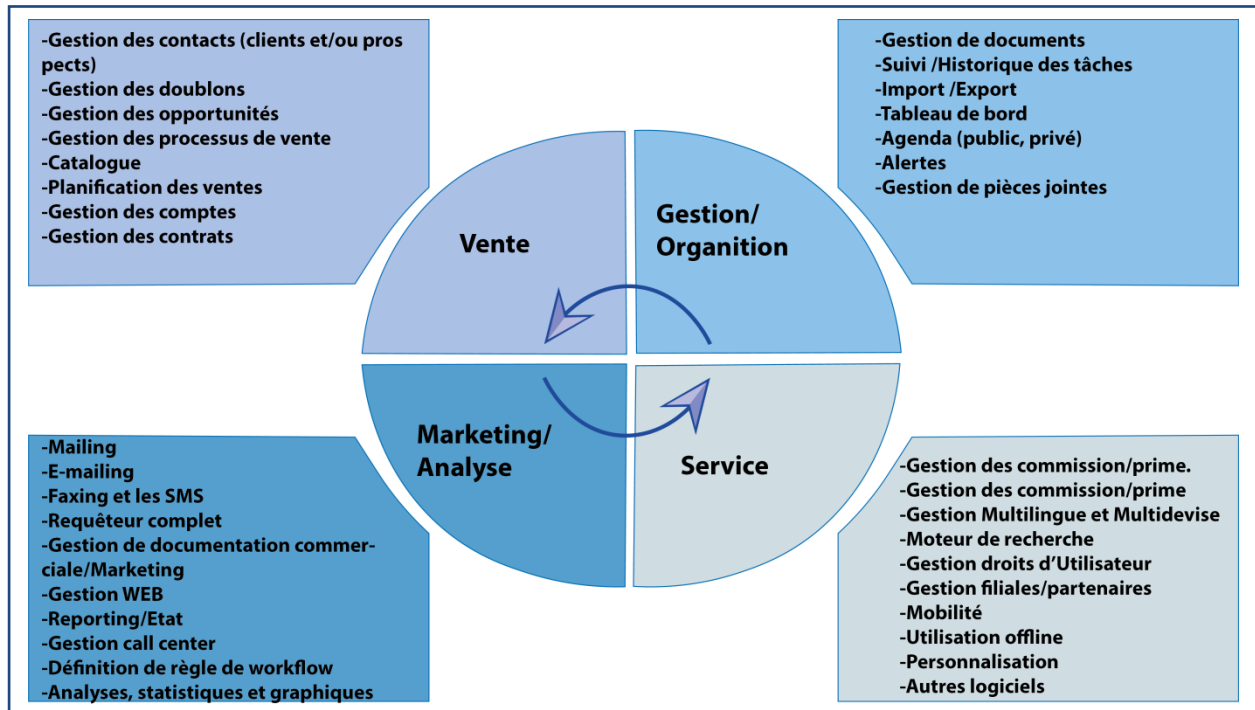 -Gestion des contacts (clients et/ou pros
pects)
-Gestion des doublons
-Gestion des opportunités
-Gestion des processus de vente
-Catalogue
-Planification des ventes
-Gestion des comptes
-Gestion des contrats
-Gestion de documents
-Suivi /Historique des tâches
-Import /Export
-Tableau de bord
-Agenda (public, privé)
-Alertes
-Gestion de pièces jointes
Vente
Gestion/
Organition
Marketing/
Analyse
Service
-Mailing
-E-mailing
-Faxing et les SMS
-Requêteur complet
-Gestion de documentation commer-
ciale/Marketing
-Gestion WEB
-Reporting/Etat
-Gestion call center
-Définition de règle de workflow
-Analyses, statistiques et graphiques
-Gestion des commission/prime.
-Gestion des commission/prime
-Gestion Multilingue et Multidevise
-Moteur de recherche
-Gestion droits d’Utilisateur
-Gestion filiales/partenaires
-Mobilité
-Utilisation offline
-Personnalisation
-Autres logiciels